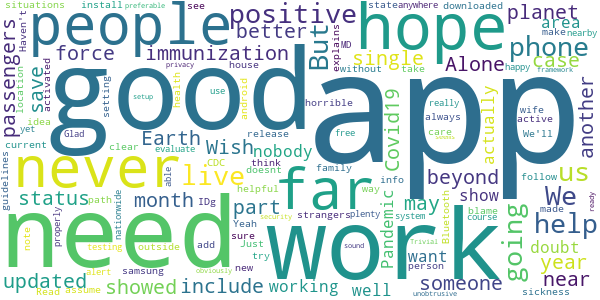 situations install preferable stateanywhere downloaded
Haven't people hope see area make nearby
passengers positive planet
force immunization better But explains MD phone
activated privacy house single Alone case
location save setting android good app without take happy framework
idea health horrible covid19 actually another
yet setup use Earth release free really wife
Glad Wish nobody always active
current clear evaluate CDC doesnt think beyond care We'll
guidelines never able live family info follow us
status path helpful far way show We made
nationwide month IDg part strangers plenty Pandemic may blame help
need add Yeah security work system Bluetooth course
properly outside sure Just want person going doubt year
note testing alert samsung try new sound Trivial someone near ready
updated Read assume showed include working well sickness
obviously unobtrusive